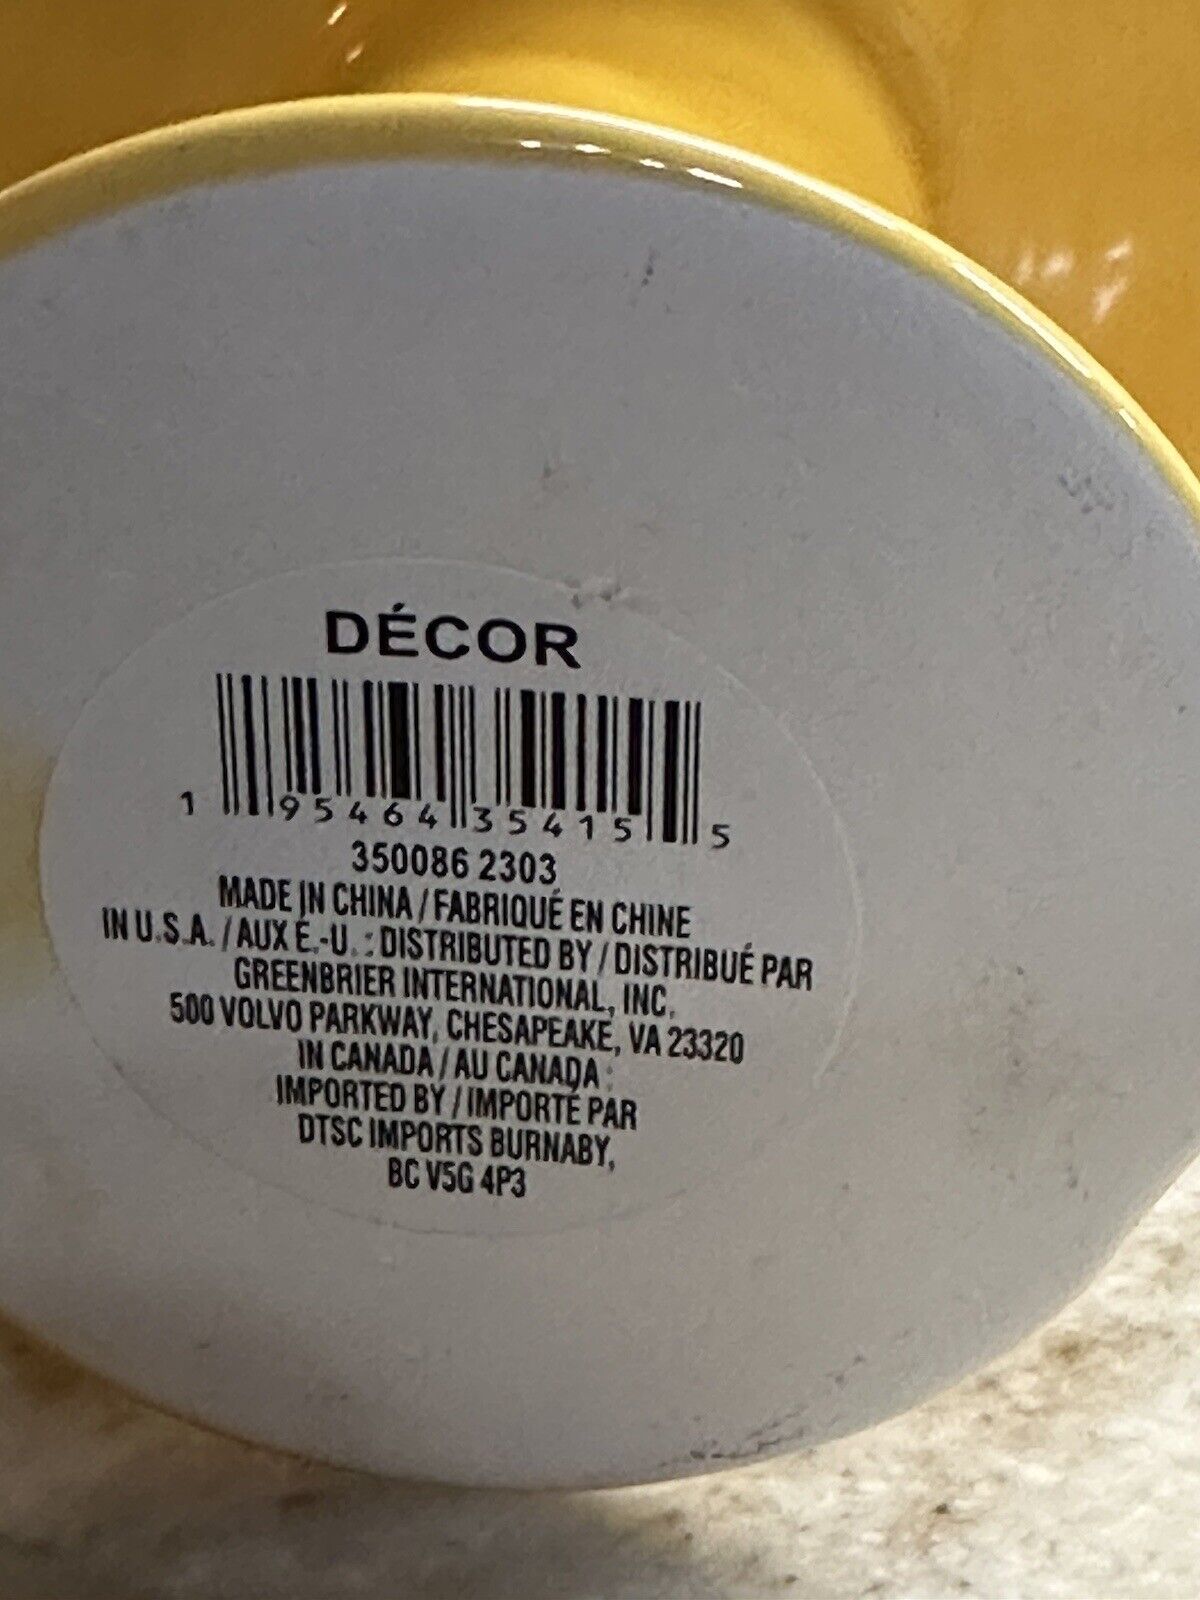 DÉCOR
1 95464 35415 5
350086 2303
MADE IN CHINA / FABRIQUÉ EN CHINE
IN U.S.A. / AUX É.-U. : DISTRIBUTED BY / DISTRIBUÉ PAR
GREENBRIER INTERNATIONAL, INC.
500 VOLVO PARKWAY, CHESAPEAKE, VA 23320
IN CANADA / AU CANADA :
IMPORTED BY / IMPORTÉ PAR
DTSC IMPORTS BURNABY,
BC V5G 4P3